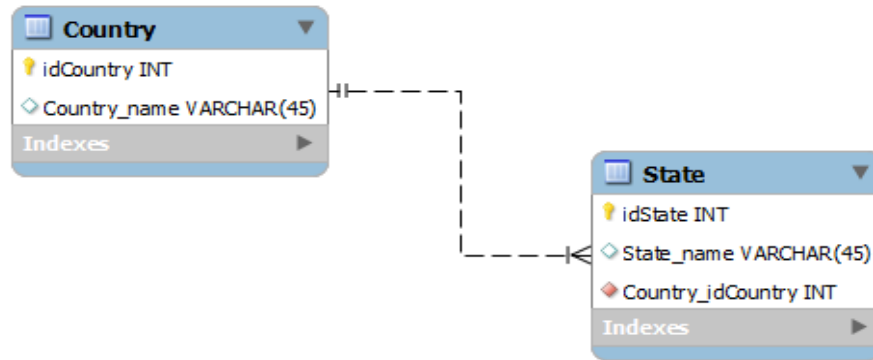 Country
idCountry INT
Country_name VARCHAR(45)
Indexes
State
idState INT
State_name VARCHAR(45)
Country_idCountry INT
Indexes